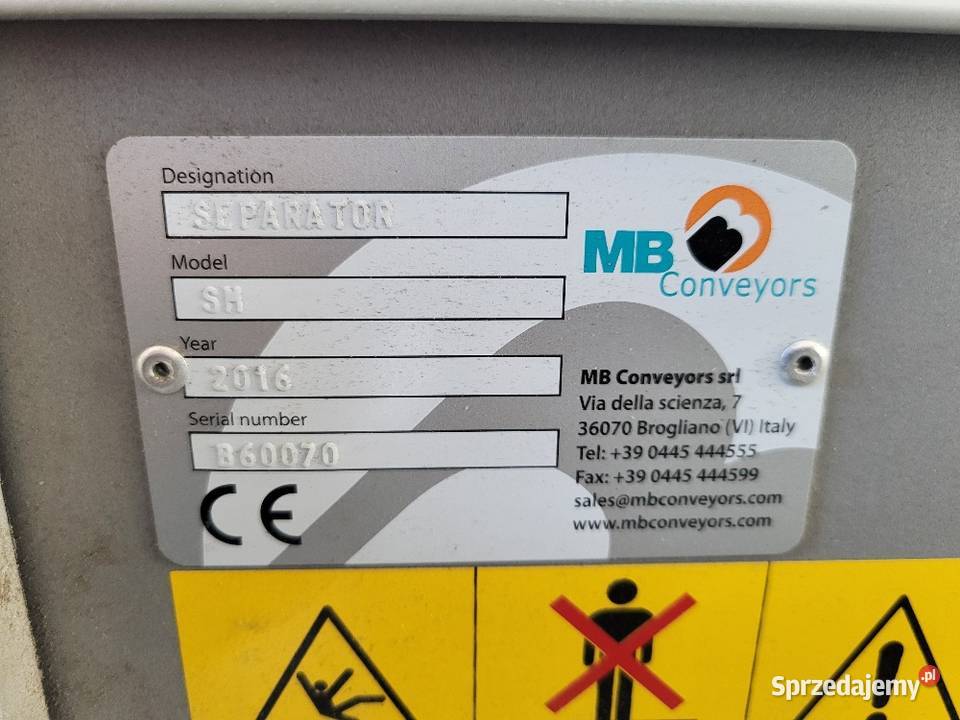 Designation
SEPARATOR
Model
SH
Year
2016
Serial number
B60070
CE
MB
Conveyors
MB Conveyors srl
Via della scienza, 7
36070 Brogliano (VI) Italy
Tel: +39 0445 444555
Fax: +39 0445 444599
sales@mbconveyors.com
www.mbconveyors.com
Sprzedajemy.pl